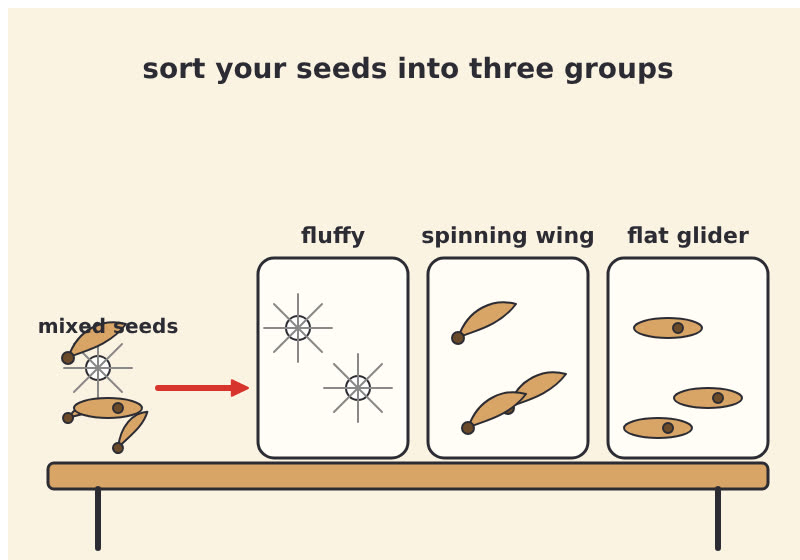 sort your seeds into three groups
fluffy
spinning wing
flat glider
mixed seeds